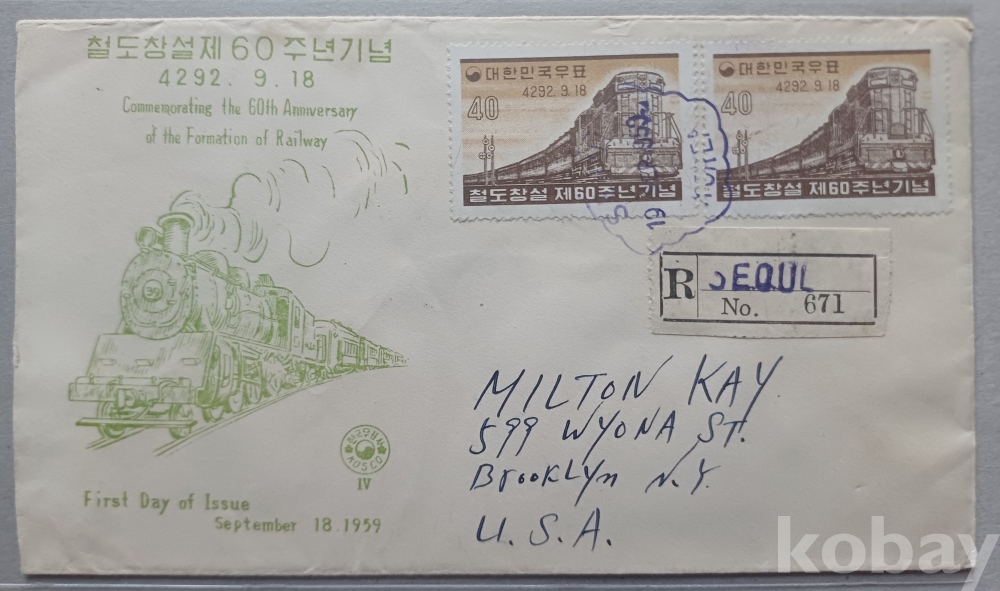 철도창설제60주년기념
4292. 9. 18
Commemorating the 60th Anniversary
of the Formation of Railway
대한민국우표
4292. 9. 18
40
철도창설 제60주년기념
대한민국우표
4292. 9. 18
40
철도창설 제60주년기념
R SEOUL
No. 671
MILTON KAY
599 WYONA ST.
Brooklyn N.Y.
U. S. A.
KOSCO
IV
First Day of Issue
September 18.1959
kobay